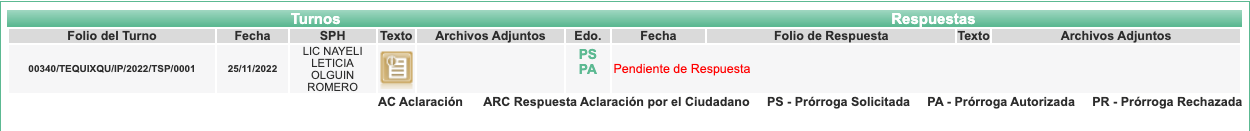 Turnos Respuestas
Folio del Turno Fecha SPH Texto Archivos Adjuntos Edo. Fecha Folio de Respuesta Texto Archivos Adjuntos
00340/TEQUIXQU/IP/2022/TSP/0001 25/11/2022 LIC NAYELI
LETICIA
OLGUIN
ROMERO PS
PA Pendiente de Respuesta
AC Aclaración ARC Respuesta Aclaración por el Ciudadano PS - Prórroga Solicitada PA - Prórroga Autorizada PR - Prórroga Rechazada